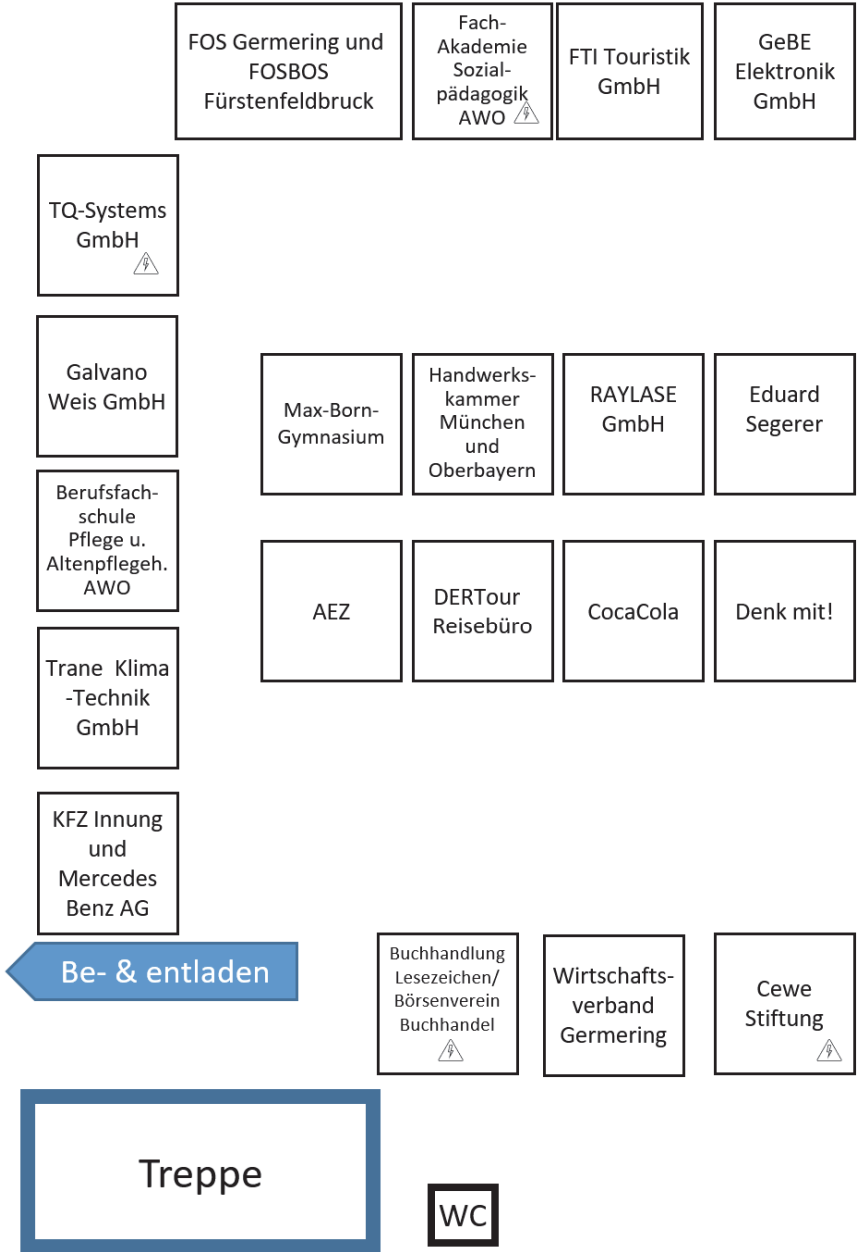 FOS Germering und
FOSBOS
Fürstenfeldbruck
Fach-
Akademie
Sozial-
pädagogik
AWO
FTI Touristik
GmbH
GeBE
Elektronik
GmbH
TQ-Systems
GmbH
Galvano
Weis GmbH
Max-Born-
Gymnasium
Handwerks-
kammer
München
und
Oberbayern
RAYLASE
GmbH
Eduard
Segerer
Berufsfach-
schule
Pflege u.
Altenpflegeh.
AWO
AEZ
DERTour
Reisebüro
CocaCola
Denk mit!
Trane Klima
-Technik
GmbH
KFZ Innung
und
Mercedes
Benz AG
Be- & entladen
Buchhandlung
Lesezeichen/
Börsenverein
Buchhandel
Wirtschafts-
verband
Germering
Cewe
Stiftung
Treppe
WC